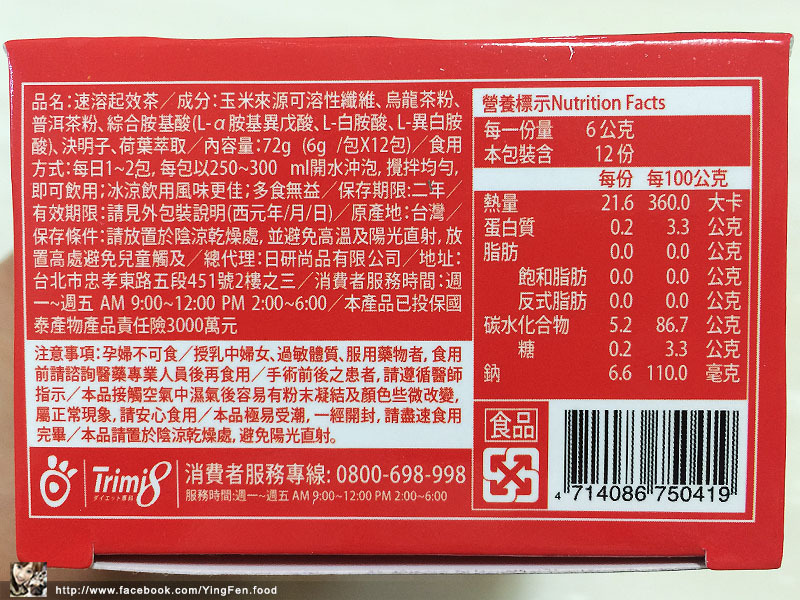 品名:速溶起效茶／成分:玉米來源可溶性纖維、烏龍茶粉、
普洱茶粉、綜合胺基酸(L-α胺基異戊酸、L-白胺酸、L-異白胺
酸)、決明子、荷葉萃取／內容量:72g (6g /包X12包)／食用
方式:每日1~2包, 每包以250~300 ml開水沖泡, 攪拌均勻,
即可飲用; 冰涼飲用風味更佳; 多食無益／保存期限:二年／
有效期限:請見外包裝說明(西元年/月/日)／原產地:台灣／
保存條件:請放置於陰涼乾燥處, 並避免高溫及陽光直射, 放
置高處避免兒童觸及／總代理:日研尚品有限公司／地址:
台北市忠孝東路五段451號2樓之三／消費者服務時間:週
一~週五 AM 9:00~12:00 PM 2:00~6:00／本產品已投保國
泰產物產品責任險3000萬元
注意事項:孕婦不可食／授乳中婦女、過敏體質、服用藥物者, 食用
前請諮詢醫藥專業人員後再食用／手術前後之患者, 請遵循醫師
指示／本品接觸空氣中濕氣後容易有粉末凝結及顏色些微改變,
屬正常現象, 請安心食用／本品極易受潮, 一經開封, 請盡速食用
完畢／本品請置於陰涼乾燥處, 避免陽光直射。
Trimi8
ダイエット専科
消費者服務專線: 0800-698-998
服務時間:週一~週五 AM 9:00~12:00 PM 2:00~6:00
營養標示Nutrition Facts
每一份量 6公克
本包裝含 12份
每份 每100公克
熱量 21.6 360.0 大卡
蛋白質 0.2 3.3 公克
脂肪 0.0 0.0 公克
飽和脂肪 0.0 0.0 公克
反式脂肪 0.0 0.0 公克
碳水化合物 5.2 86.7 公克
糖 0.2 3.3 公克
鈉 6.6 110.0 毫克
食品
4 714086 750419
http://www.facebook.com/YingFen.food